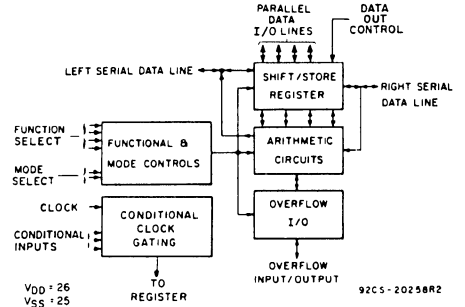 PARALLEL
DATA
I/O LINES
DATA
OUT
CONTROL
LEFT SERIAL DATA LINE
SHIFT/STORE
REGISTER
RIGHT SERIAL
DATA LINE
FUNCTION
SELECT
FUNCTIONAL &
MODE CONTROLS
ARITHMETIC
CIRCUITS
MODE
SELECT
CLOCK
CONDITIONAL
INPUTS
CONDITIONAL
CLOCK
GATING
OVERFLOW
I/O
TO
REGISTER
OVERFLOW
INPUT/OUTPUT
VDD = 26
VSS = 25
92CS-20258R2